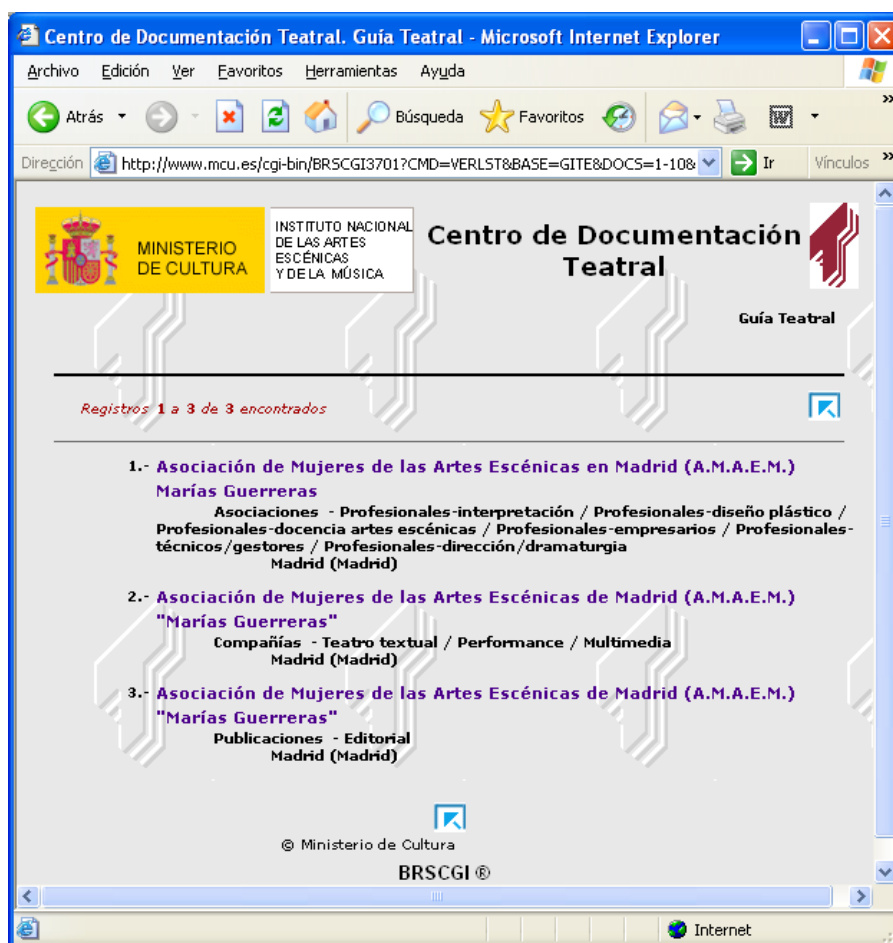 Centro de Documentación Teatral. Guía Teatral - Microsoft Internet Explorer
Archivo Edición Ver Favoritos Herramientas Ayuda
Atrás Búsqueda Favoritos »
Dirección http://www.mcu.es/cgi-bin/BRSCGI3701?CMD=VERLST&BASE=GITE&DOCS=1-10& Ir Vínculos »
MINISTERIO
DE CULTURA
INSTITUTO NACIONAL
DE LAS ARTES
ESCÉNICAS
Y DE LA MÚSICA
Centro de Documentación
Teatral
Guía Teatral
Registros 1 a 3 de 3 encontrados
1.- Asociación de Mujeres de las Artes Escénicas en Madrid (A.M.A.E.M.)
Marías Guerreras
Asociaciones - Profesionales-interpretación / Profesionales-diseño plástico /
Profesionales-docencia artes escénicas / Profesionales-empresarios / Profesionales-
técnicos/gestores / Profesionales-dirección/dramaturgia
Madrid (Madrid)
2.- Asociación de Mujeres de las Artes Escénicas de Madrid (A.M.A.E.M.)
"Marías Guerreras"
Compañías - Teatro textual / Performance / Multimedia
Madrid (Madrid)
3.- Asociación de Mujeres de las Artes Escénicas de Madrid (A.M.A.E.M.)
"Marías Guerreras"
Publicaciones - Editorial
Madrid (Madrid)
© Ministerio de Cultura
BRSCGI ®
Internet